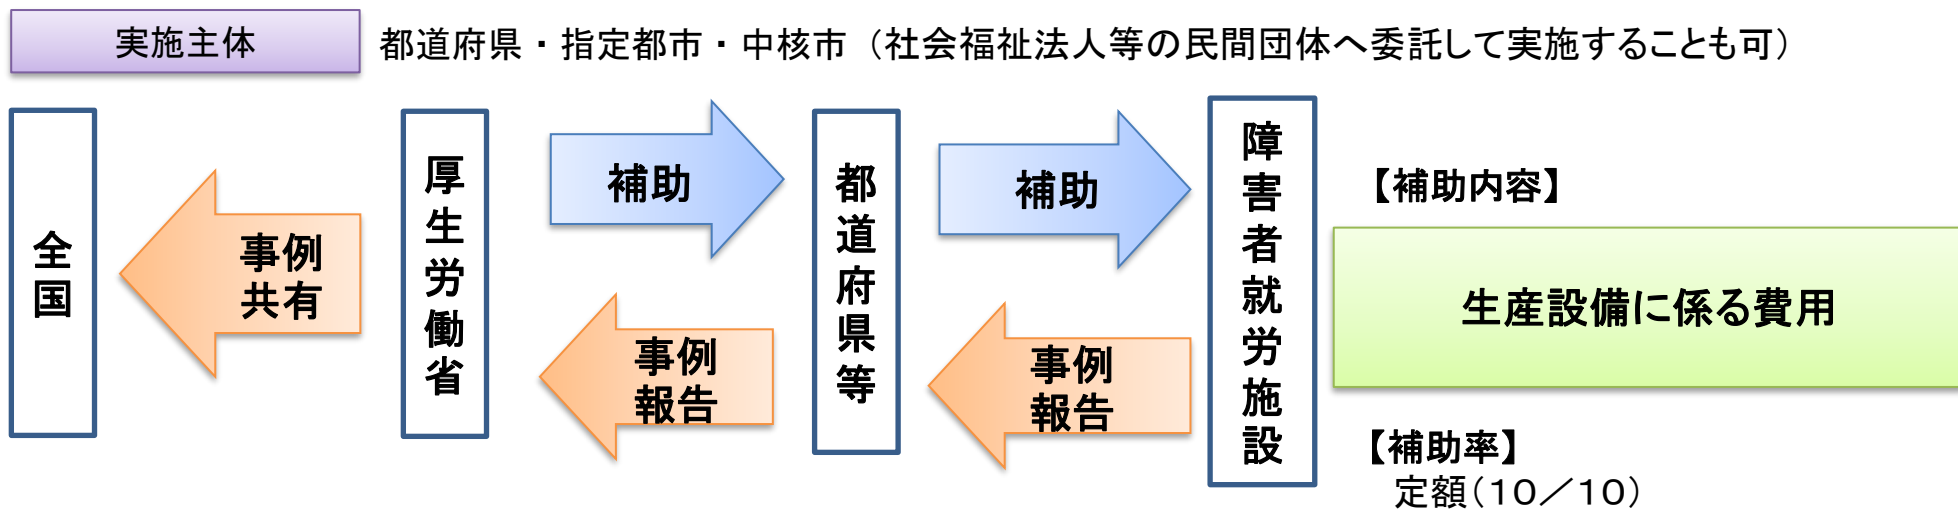 実施主体
都道府県・指定都市・中核市（社会福祉法人等の民間団体へ委託して実施することも可）
全国
事例
共有
厚生労働省
補助
事例
報告
都道府県等
補助
事例
報告
障害者就労施設
【補助内容】
生産設備に係る費用
【補助率】
定額（１０／１０）